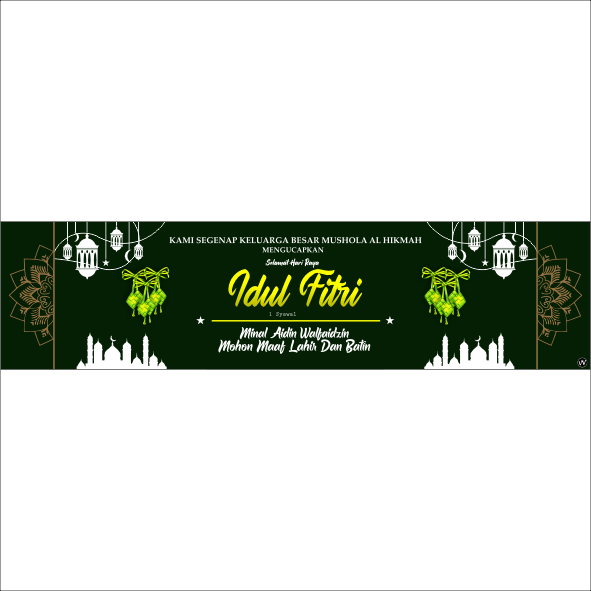 KAMI SEGENAP KELUARGA BESAR MUSHOLA AL HIKMAH
MENGUCAPKAN
Selamat Hari Raya
Idul Fitri
1 Syawal
Minal Aidin Walfaidzin
Mohon Maaf Lahir Dan Batin